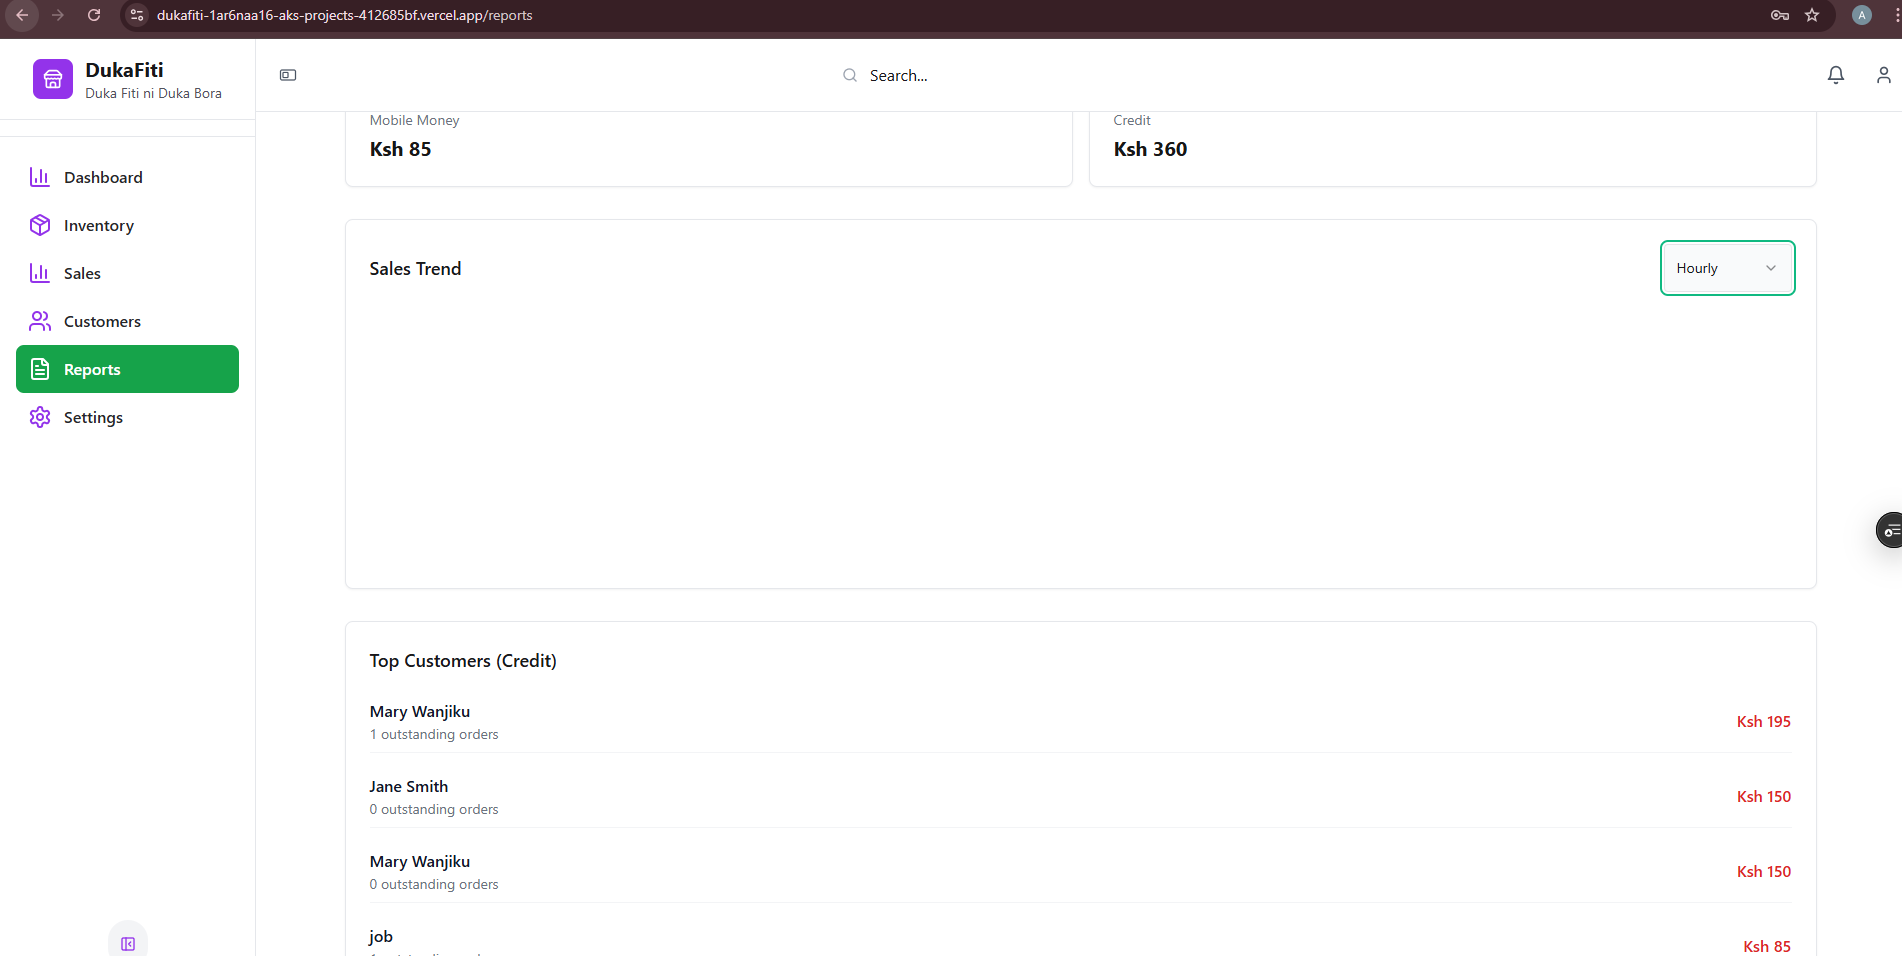 dukafiti-1ar6naa16-aks-projects-412685bf.vercel.app/reports
A
DukaFiti
Duka Fiti ni Duka Bora
Search...
Dashboard
Inventory
Sales
Customers
Reports
Settings
Mobile Money
Ksh 85
Credit
Ksh 360
Sales Trend
Hourly
Top Customers (Credit)
Mary Wanjiku
1 outstanding orders
Ksh 195
Jane Smith
0 outstanding orders
Ksh 150
Mary Wanjiku
0 outstanding orders
Ksh 150
job
Ksh 85